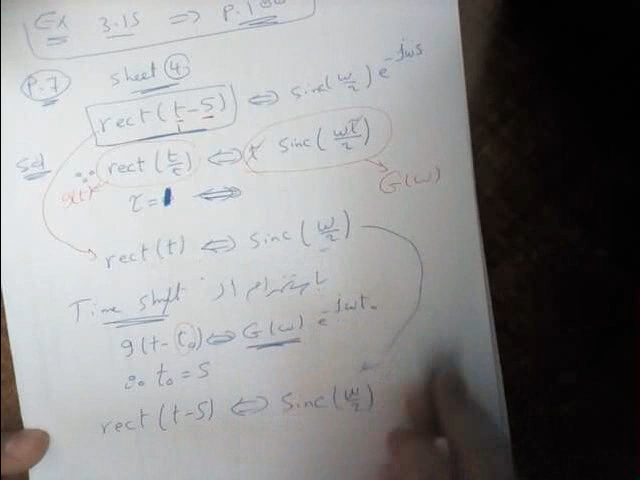 Ex 3.15 ⇒ P.100
P.7 sheet 4
rect(t-5/1) ⇔ sinc(ω/2) e^-jω5
Sol ∵ rect(t/τ) ⇔ τ sinc(ωτ/2)
g(t) G(ω)
τ = 1 ⇔
rect(t) ⇔ sinc(ω/2)
Time shift باستخدام ال
g(t-t₀) ⇔ G(ω) e^-jωt₀
∴ t₀ = 5
rect(t-5) ⇔ sinc(ω/2)